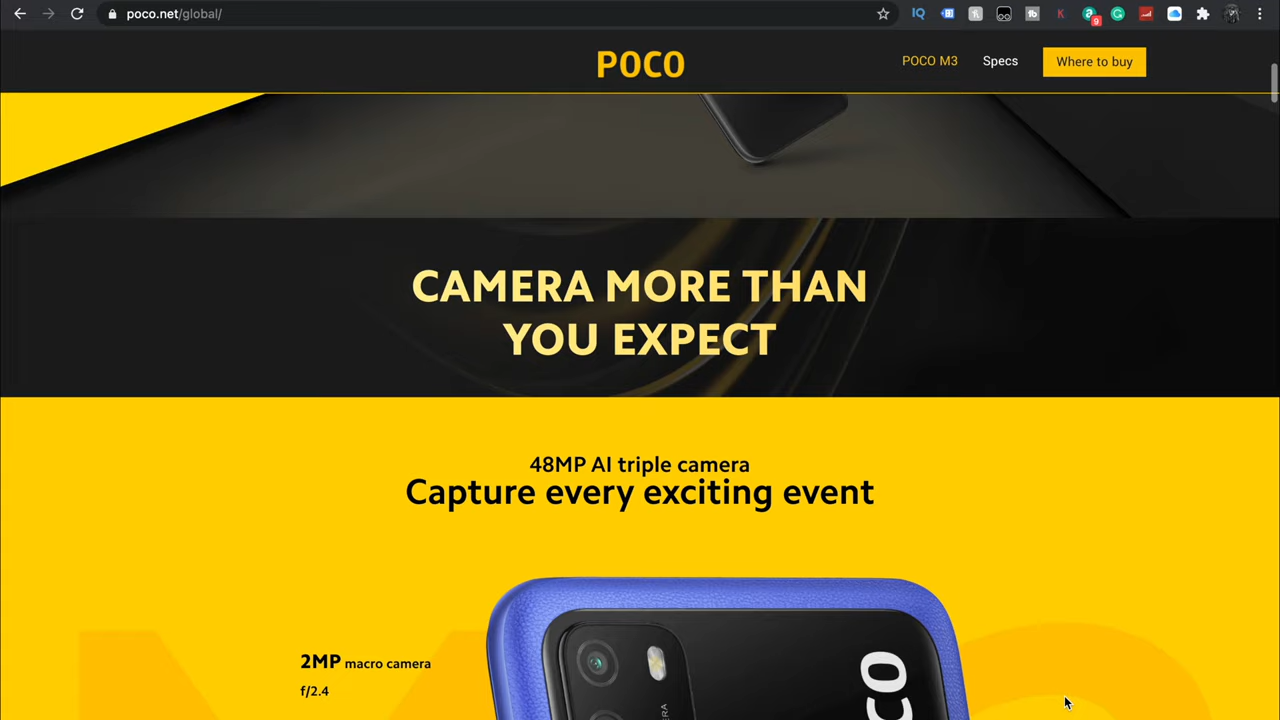 poco.net/global/
9
POCO
POCO M3
Specs
Where to buy
CAMERA MORE THAN
YOU EXPECT
48MP AI triple camera
Capture every exciting event
2MP macro camera
f/2.4